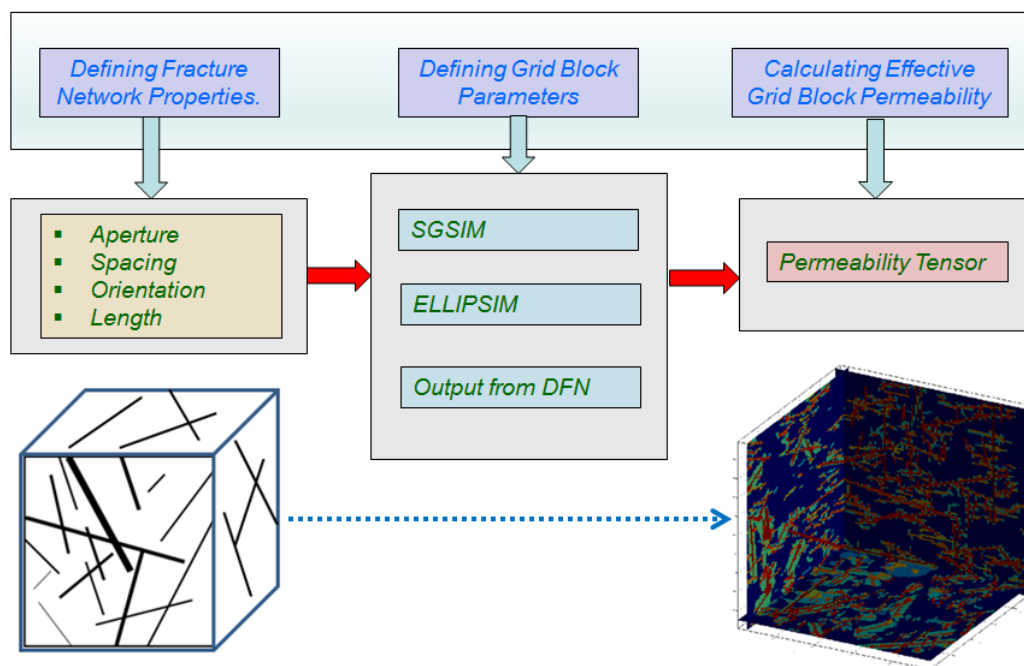 Defining Fracture
Network Properties.
Defining Grid Block
Parameters
Calculating Effective
Grid Block Permeability
▪ Aperture
▪ Spacing
▪ Orientation
▪ Length
SGSIM
ELLIPSIM
Output from DFN
Permeability Tensor